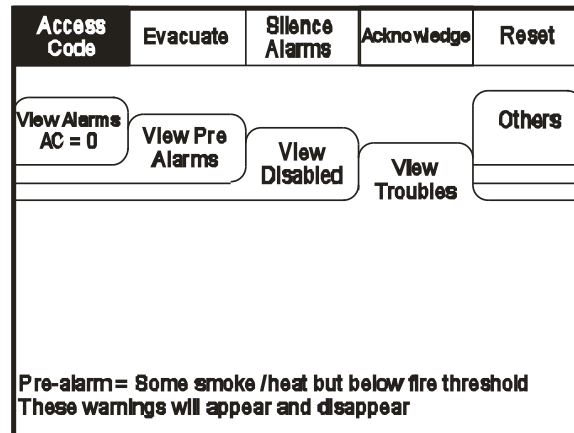 Access Code
Evacuate
Silence Alarms
Acknowledge
Reset
View Alarms
AC = 0
View Pre Alarms
View Disabled
View Troubles
Others
Pre-alarm = Some smoke /heat but below fire threshold
These warnings will appear and disappear